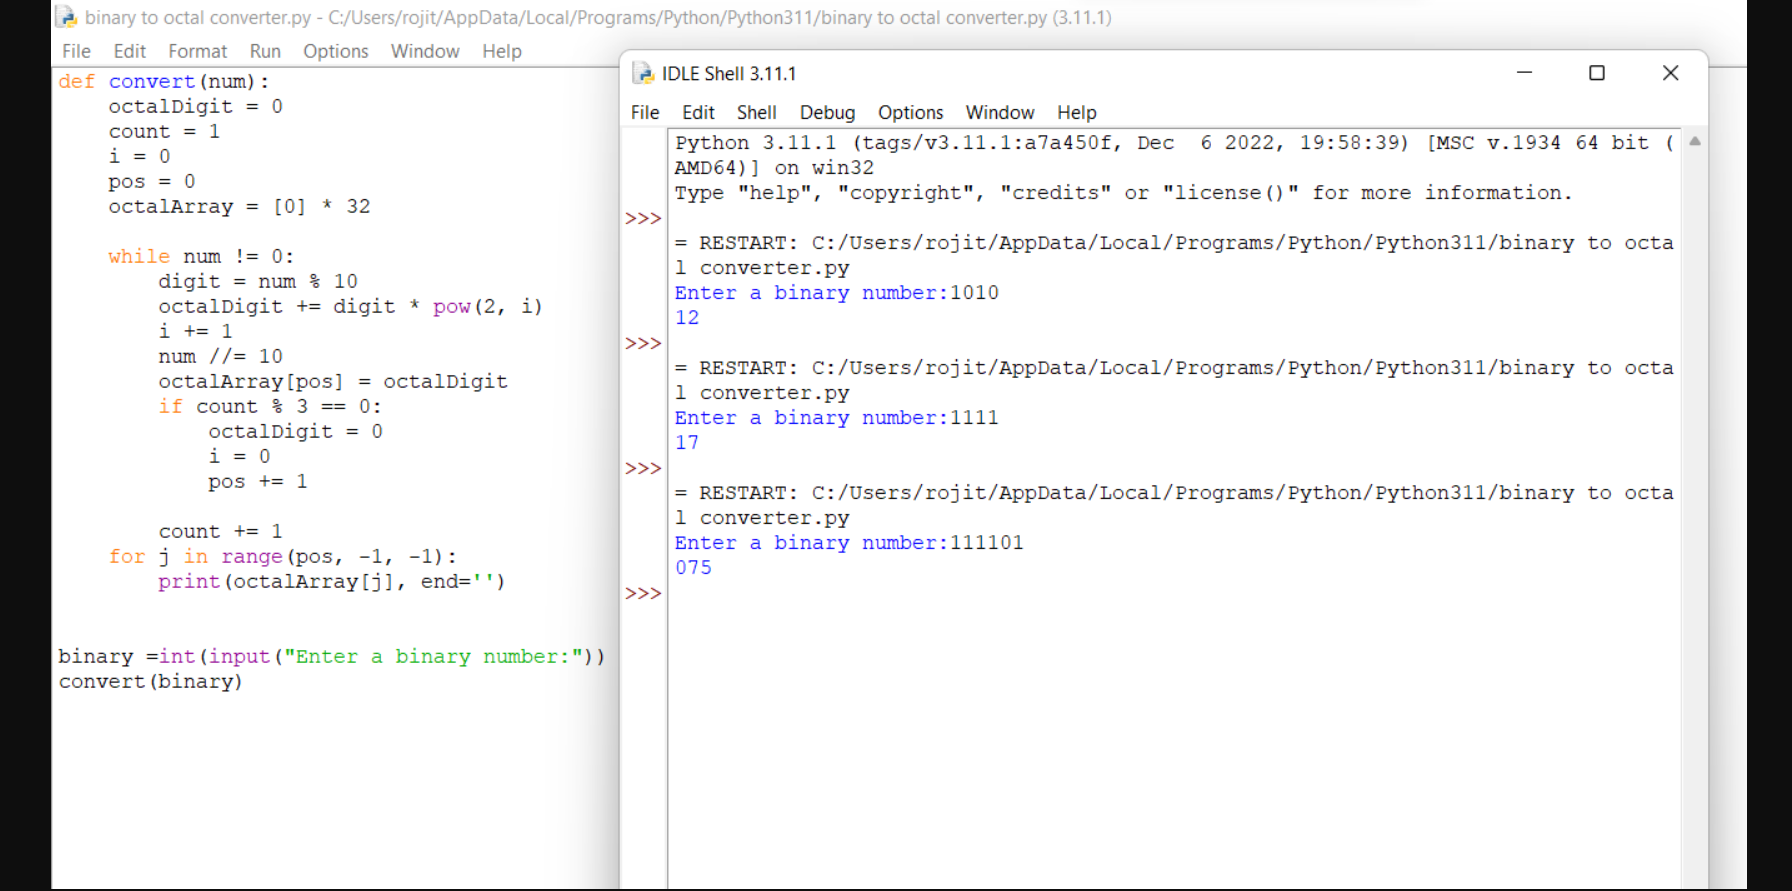 binary to octal converter.py - C:/Users/rojit/AppData/Local/Programs/Python/Python311/binary to octal converter.py (3.11.1)
File Edit Format Run Options Window Help
def convert(num):
    octalDigit = 0
    count = 1
    i = 0
    pos = 0
    octalArray = [0] * 32
    while num != 0:
        digit = num % 10
        octalDigit += digit * pow(2, i)
        i += 1
        num //= 10
        octalArray[pos] = octalDigit
        if count % 3 == 0:
            octalDigit = 0
            i = 0
            pos += 1
        count += 1
    for j in range(pos, -1, -1):
        print(octalArray[j], end='')
binary =int(input("Enter a binary number:"))
convert(binary)
IDLE Shell 3.11.1
File Edit Shell Debug Options Window Help
Python 3.11.1 (tags/v3.11.1:a7a450f, Dec  6 2022, 19:58:39) [MSC v.1934 64 bit (
AMD64)] on win32
Type "help", "copyright", "credits" or "license()" for more information.
>>>
= RESTART: C:/Users/rojit/AppData/Local/Programs/Python/Python311/binary to octa
l converter.py
Enter a binary number:1010
12
>>>
= RESTART: C:/Users/rojit/AppData/Local/Programs/Python/Python311/binary to octa
l converter.py
Enter a binary number:1111
17
>>>
= RESTART: C:/Users/rojit/AppData/Local/Programs/Python/Python311/binary to octa
l converter.py
Enter a binary number:111101
075
>>>